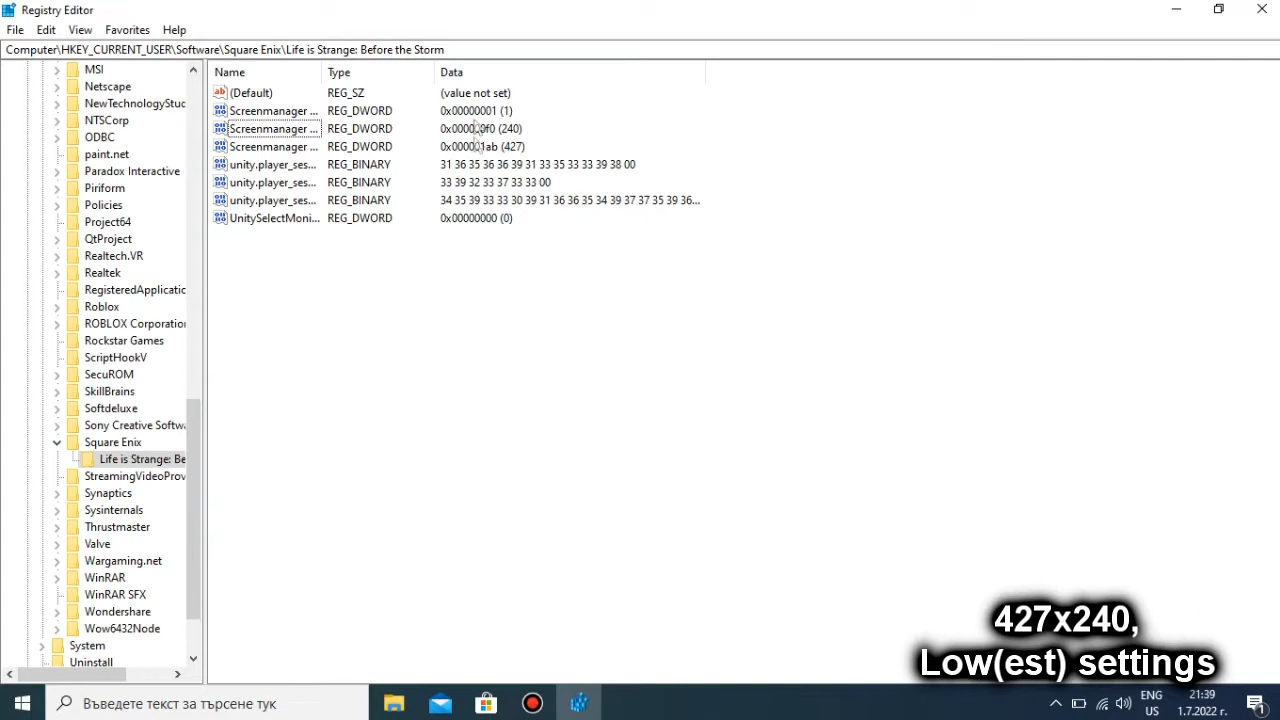 Registry Editor
File Edit View Favorites Help
Computer\HKEY_CURRENT_USER\Software\Square Enix\Life is Strange: Before the Storm
MSI
Netscape
NewTechnologyStud
NTSCorp
ODBC
paint.net
Paradox Interactive
Piriform
Policies
Project64
QtProject
Realtech.VR
Realtek
RegisteredApplicatio
Roblox
ROBLOX Corporation
Rockstar Games
ScriptHookV
SecuROM
SkillBrains
Softdeluxe
Sony Creative Softw
Square Enix
Life is Strange: Be
StreamingVideoProv
Synaptics
Sysinternals
Thrustmaster
Valve
Wargaming.net
WinRAR
WinRAR SFX
Wondershare
Wow6432Node
System
Uninstall
Name Type Data
(Default) REG_SZ (value not set)
Screenmanager ... REG_DWORD 0x00000001 (1)
Screenmanager ... REG_DWORD 0x000000f0 (240)
Screenmanager ... REG_DWORD 0x000001ab (427)
unity.player_ses... REG_BINARY 31 36 35 36 36 39 31 33 35 33 33 39 38 00
unity.player_ses... REG_BINARY 33 39 32 33 37 33 33 00
unity.player_ses... REG_BINARY 34 35 39 33 33 30 39 31 36 36 35 34 39 37 37 35 39 36...
UnitySelectMoni... REG_DWORD 0x00000000 (0)
427x240,
Low(est) settings
Въведете текст за търсене тук
ENG
US
21:39
1.7.2022 г.
1